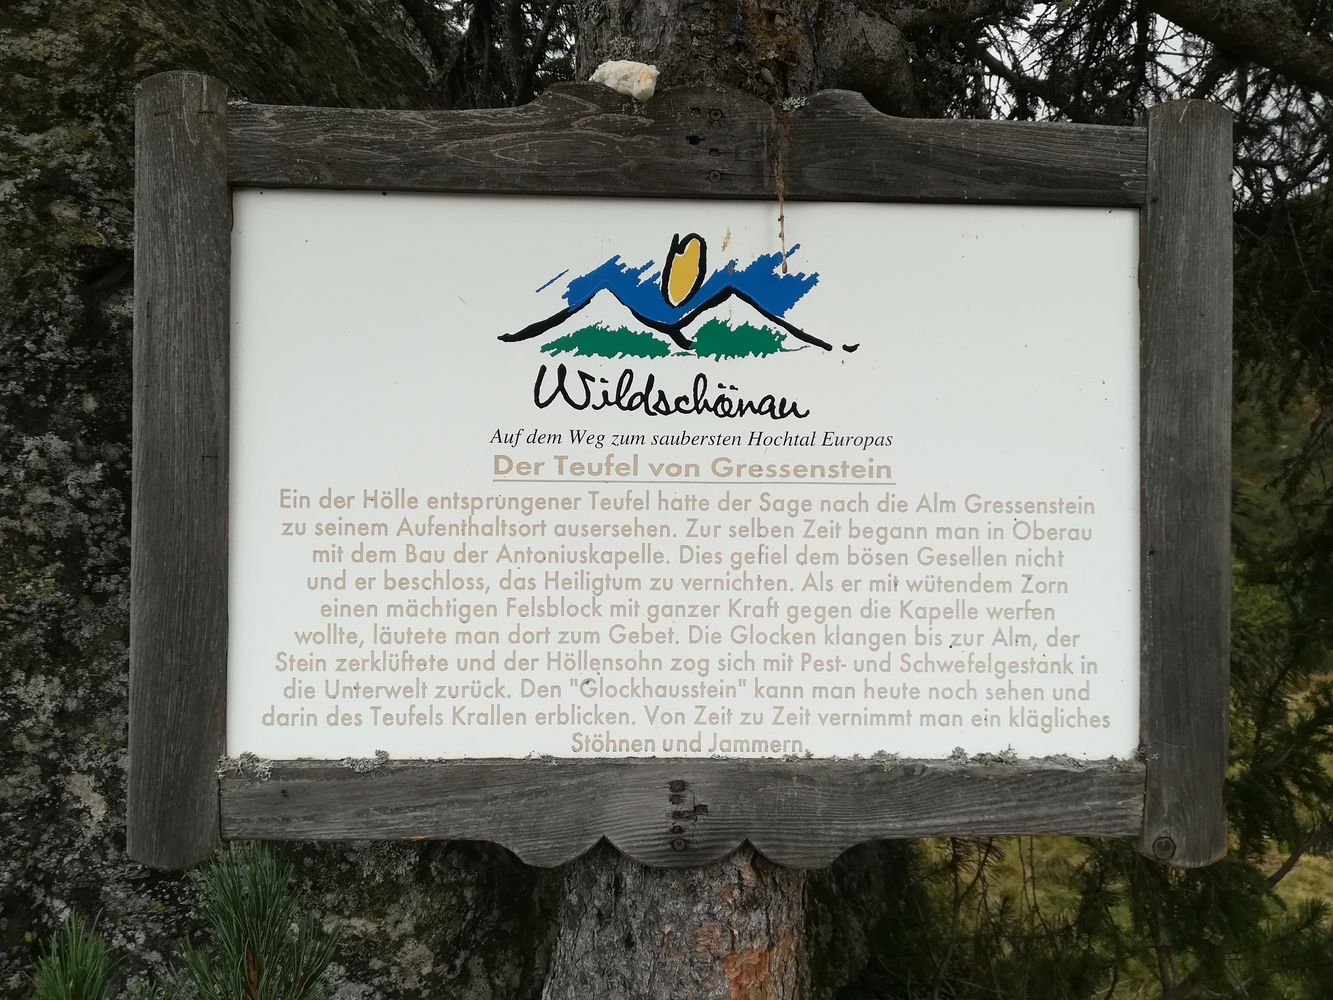 Wildschönau
Auf dem Weg zum saubersten Hochtal Europas
Der Teufel von Gressenstein
Ein der Hölle entsprungener Teufel hatte der Sage nach die Alm Gressenstein
zu seinem Aufenthaltsort ausersehen. Zur selben Zeit begann man in Oberau
mit dem Bau der Antoniuskapelle. Dies gefiel dem bösen Gesellen nicht
und er beschloss, das Heiligtum zu vernichten. Als er mit wütendem Zorn
einen mächtigen Felsblock mit ganzer Kraft gegen die Kapelle werfen
wollte, läutete man dort zum Gebet. Die Glocken klangen bis zur Alm, der
Stein zerklüftete und der Höllensohn zog sich mit Pest- und Schwefelgestank in
die Unterwelt zurück. Den "Glockhausstein" kann man heute noch sehen und
darin des Teufels Krallen erblicken. Von Zeit zu Zeit vernimmt man ein klägliches
Stöhnen und Jammern.